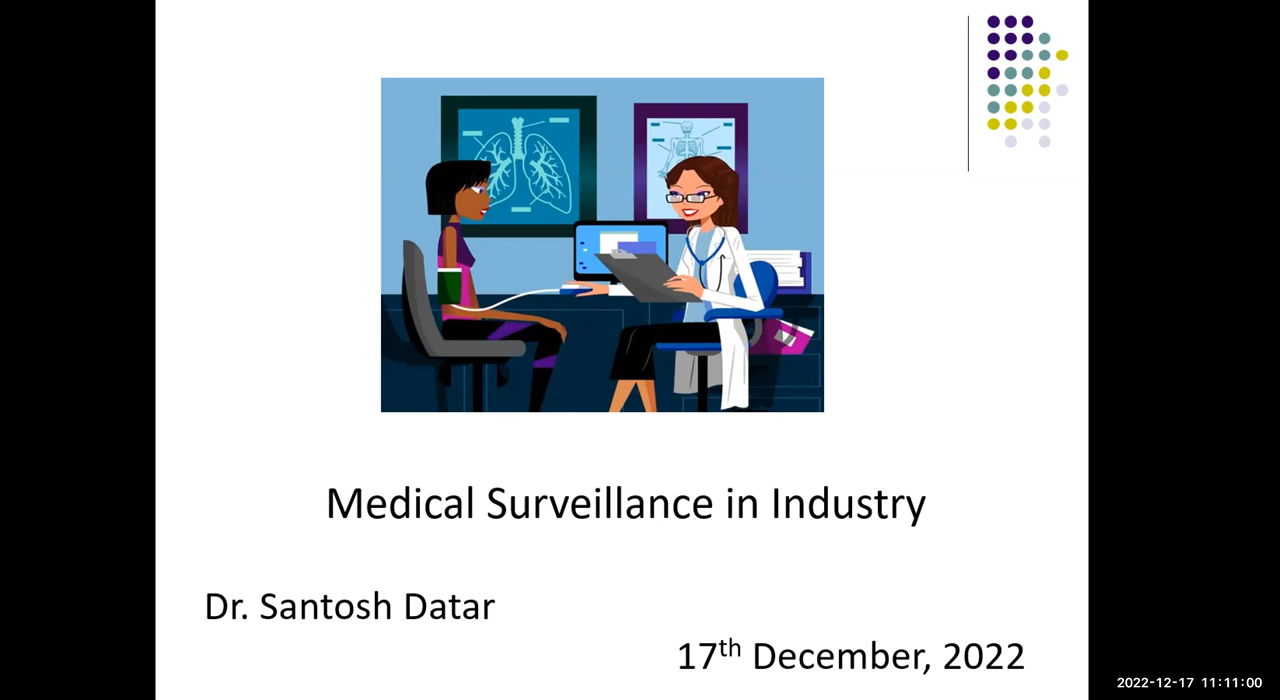 Medical Surveillance in Industry
Dr. Santosh Datar
17th December, 2022
2022-12-17 11:11:00